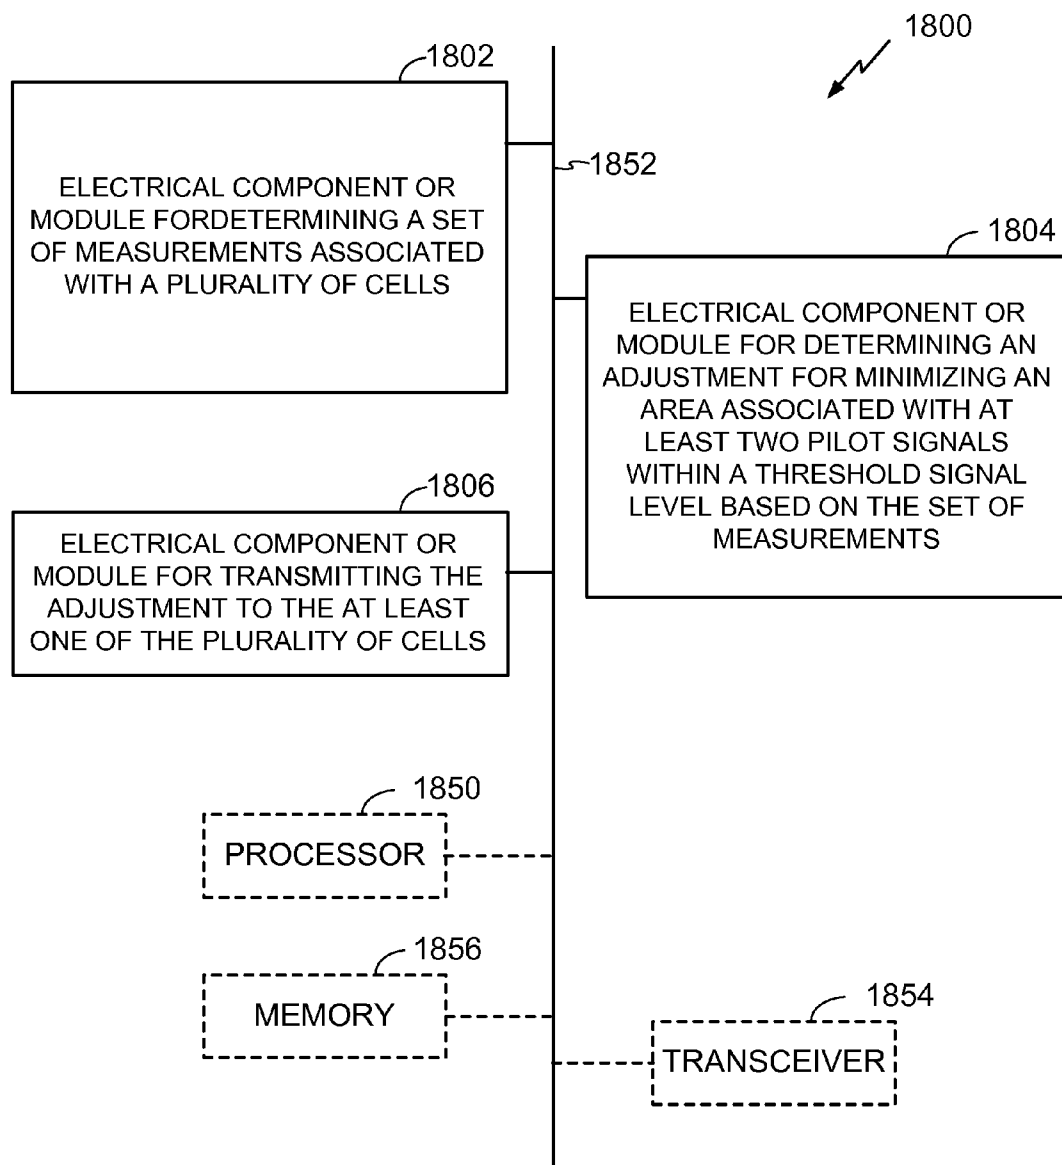 1800
1802
ELECTRICAL COMPONENT OR
MODULE FORDETERMINING A SET
OF MEASUREMENTS ASSOCIATED
WITH A PLURALITY OF CELLS
1852
1804
ELECTRICAL COMPONENT OR
MODULE FOR DETERMINING AN
ADJUSTMENT FOR MINIMIZING AN
AREA ASSOCIATED WITH AT
LEAST TWO PILOT SIGNALS
WITHIN A THRESHOLD SIGNAL
LEVEL BASED ON THE SET OF
MEASUREMENTS
1806
ELECTRICAL COMPONENT OR
MODULE FOR TRANSMITTING THE
ADJUSTMENT TO THE AT LEAST
ONE OF THE PLURALITY OF CELLS
1850
PROCESSOR
1856
MEMORY
1854
TRANSCEIVER